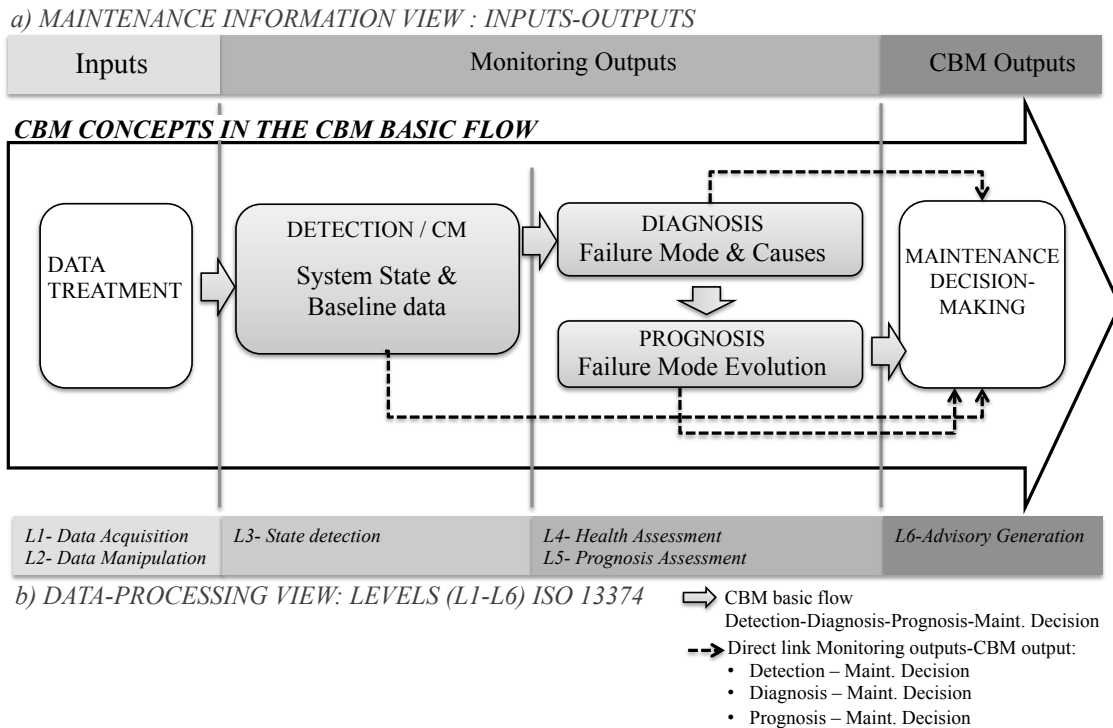 a) MAINTENANCE INFORMATION VIEW : INPUTS-OUTPUTS
Inputs
Monitoring Outputs
CBM Outputs
CBM CONCEPTS IN THE CBM BASIC FLOW
DATA
TREATMENT
DETECTION / CM
System State &
Baseline data
DIAGNOSIS
Failure Mode & Causes
PROGNOSIS
Failure Mode Evolution
MAINTENANCE
DECISION-
MAKING
L1- Data Acquisition
L2- Data Manipulation
L3- State detection
L4- Health Assessment
L5- Prognosis Assessment
L6-Advisory Generation
b) DATA-PROCESSING VIEW: LEVELS (L1-L6) ISO 13374
CBM basic flow
Detection-Diagnosis-Prognosis-Maint. Decision
Direct link Monitoring outputs-CBM output:
• Detection – Maint. Decision
• Diagnosis – Maint. Decision
• Prognosis – Maint. Decision